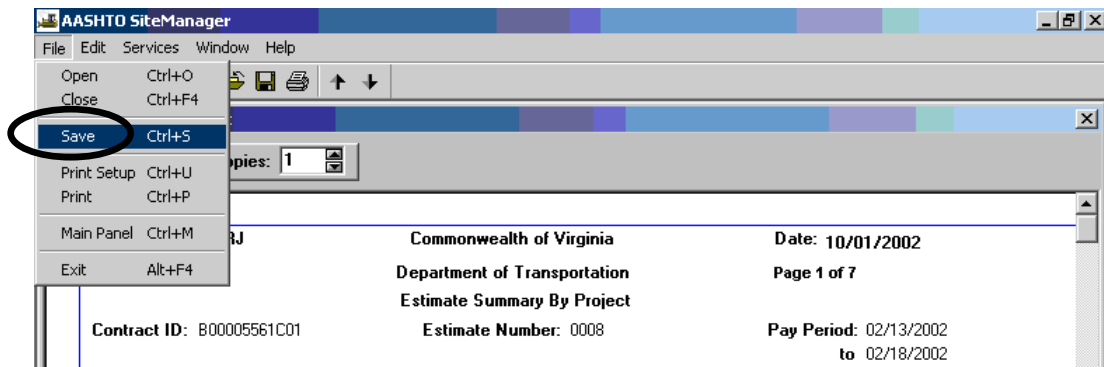 AASHTO SiteManager
File Edit Services Window Help
Open Ctrl+O
Close Ctrl+F4
Save Ctrl+S
Print Setup Ctrl+U
Print Ctrl+P
Main Panel Ctrl+M
Exit Alt+F4
opies: 1
RJ Commonwealth of Virginia Date: 10/01/2002
Department of Transportation Page 1 of 7
Estimate Summary By Project
Contract ID: B00005561C01 Estimate Number: 0008 Pay Period: 02/13/2002
to 02/18/2002